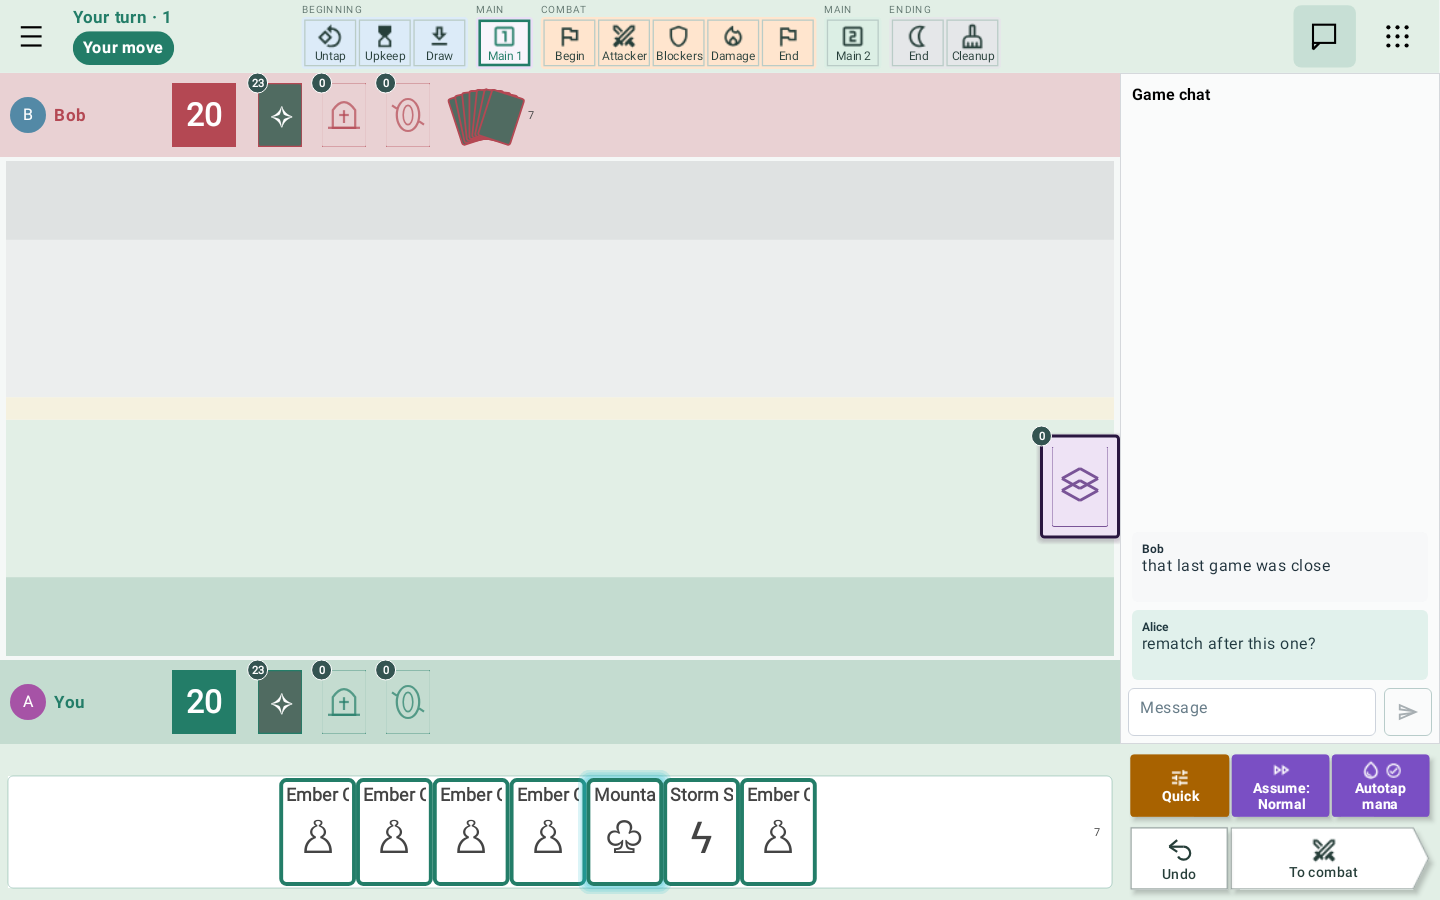 Your turn · 1
Your move
BEGINNING
Untap
Upkeep
Draw
MAIN
1
Main 1
COMBAT
Begin
Attacker
Blockers
Damage
End
MAIN
2
Main 2
ENDING
End
Cleanup
B
Bob
20
23
0
0
7
Game chat
0
Bob
that last game was close
Alice
rematch after this one?
Message
A
You
20
23
0
0
Ember
Ember
Ember
Ember
Mounta
Storm S
Ember
7
Quick
Assume:
Normal
Autotap
mana
Undo
To combat